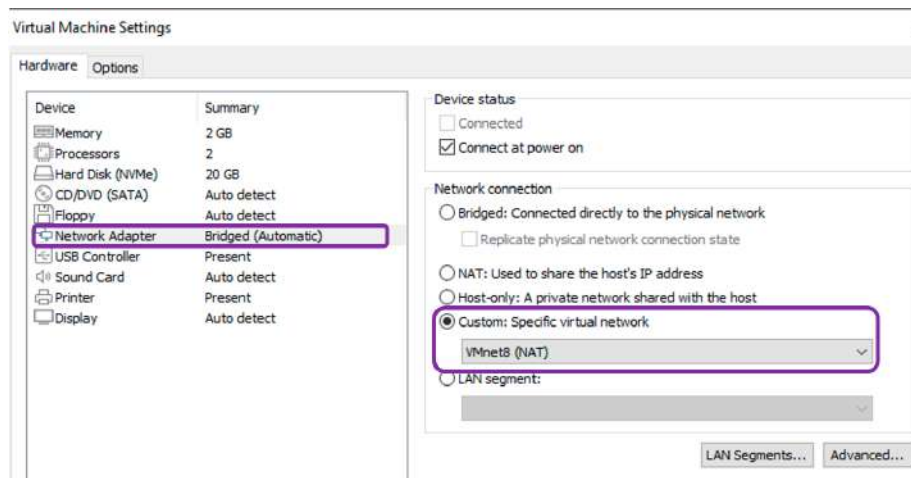 Virtual Machine Settings
Hardware Options
Device Summary
Memory 2 GB
Processors 2
Hard Disk (NVMe) 20 GB
CD/DVD (SATA) Auto detect
Floppy Auto detect
Network Adapter Bridged (Automatic)
USB Controller Present
Sound Card Auto detect
Printer Present
Display Auto detect
Device status
Connected
Connect at power on
Network connection
Bridged: Connected directly to the physical network
Replicate physical network connection state
NAT: Used to share the host's IP address
Host-only: A private network shared with the host
Custom: Specific virtual network
VMnet8 (NAT)
LAN segment:
LAN Segments... Advanced...